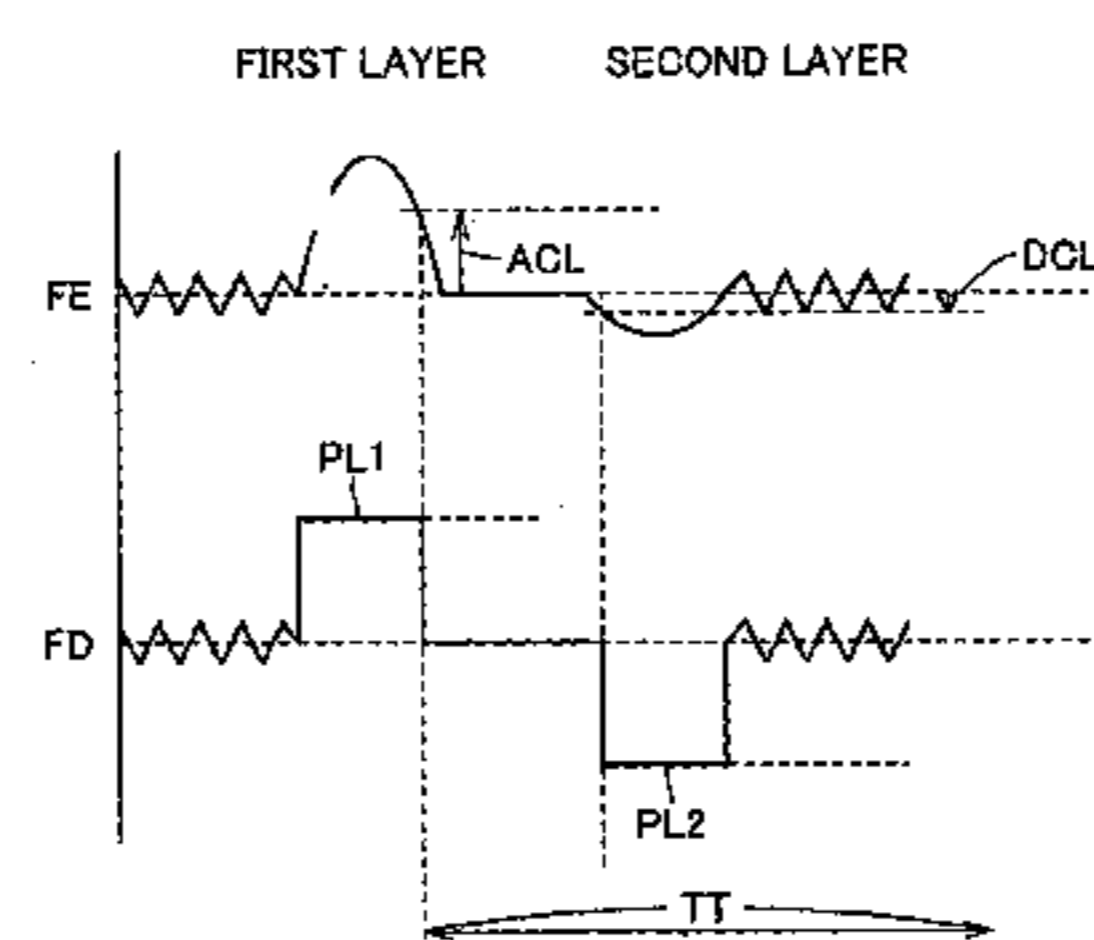 FIRST LAYER SECOND LAYER
ACL
DCL
FE
PL1
FD
PL2
TT